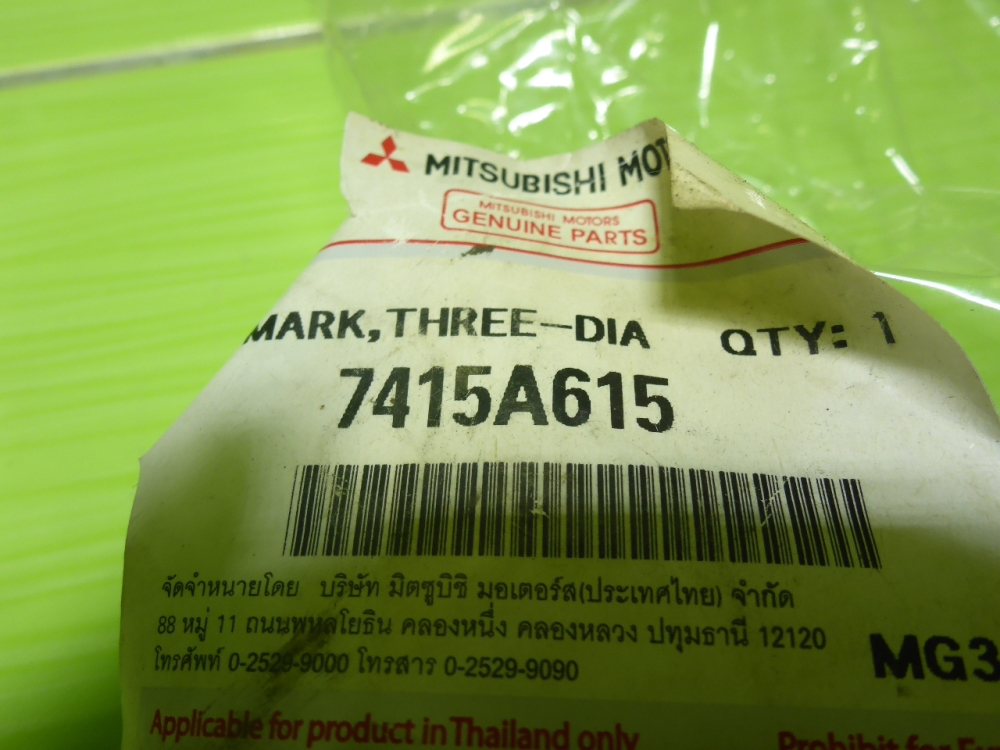 MITSUBISHI MOT
MITSUBISHI MOTORS
GENUINE PARTS
MARK,THREE-DIA QTY: 1
7415A615
จัดจำหน่ายโดย บริษัท มิตซูบิชิ มอเตอร์ส(ประเทศไทย) จำกัด
88 หมู่ 11 ถนนพหลโยธิน คลองหนึ่ง คลองหลวง ปทุมธานี 12120
โทรศัพท์ 0-2529-9000 โทรสาร 0-2529-9090
MG3
Applicable for product in Thailand only Prohibit for